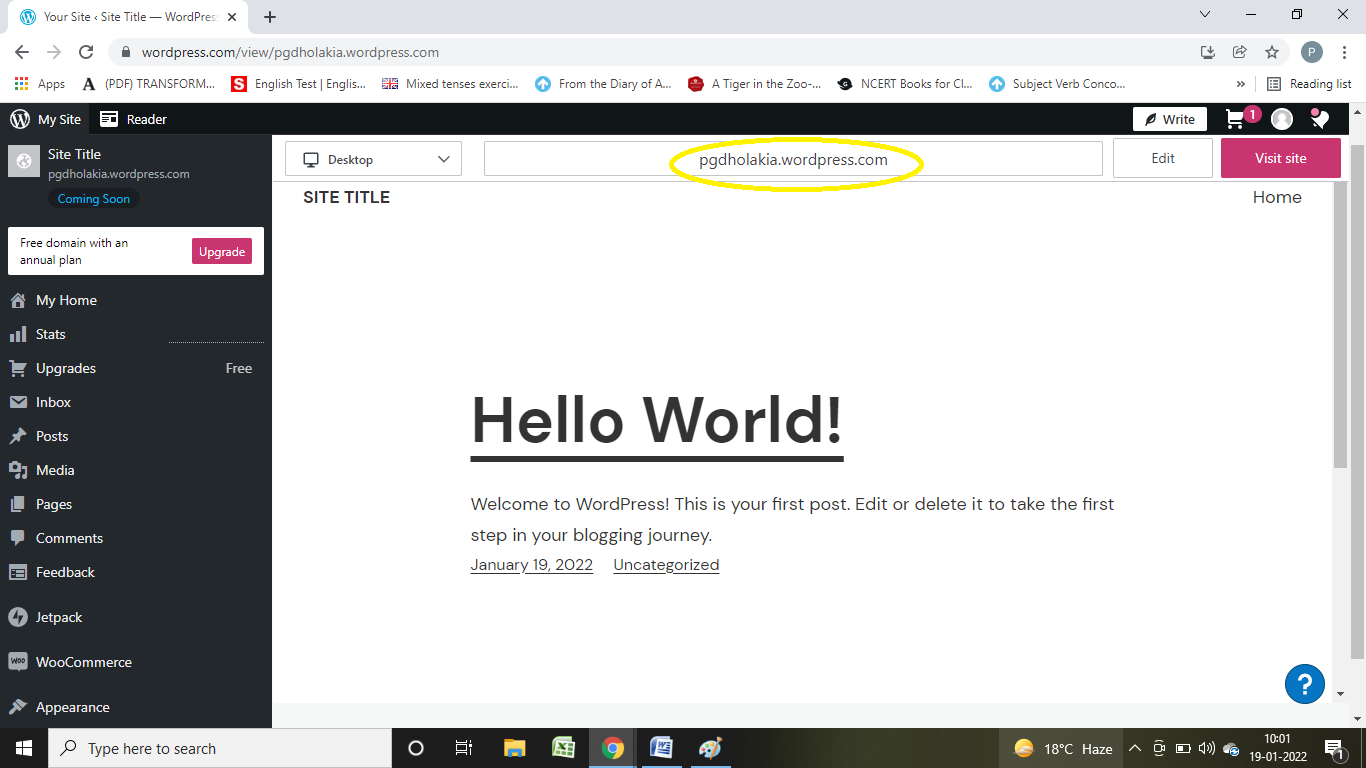 Your Site ‹ Site Title — WordPres
wordpress.com/view/pgdholakia.wordpress.com
P
Apps
(PDF) TRANSFORM...
English Test | Englis...
Mixed tenses exerci...
From the Diary of A...
A Tiger in the Zoo-...
NCERT Books for Cl...
Subject Verb Conco...
»
Reading list
My Site
Reader
Write
1
Site Title
pgdholakia.wordpress.com
Coming Soon
Desktop
pgdholakia.wordpress.com
Edit
Visit site
SITE TITLE
Home
Free domain with an
annual plan
Upgrade
My Home
Stats
Upgrades
Free
Inbox
Posts
Media
Pages
Comments
Feedback
Jetpack
WooCommerce
Appearance
Hello World!
Welcome to WordPress! This is your first post. Edit or delete it to take the first
step in your blogging journey.
January 19, 2022 Uncategorized
?
Type here to search
18°C Haze
10:01
19-01-2022
1